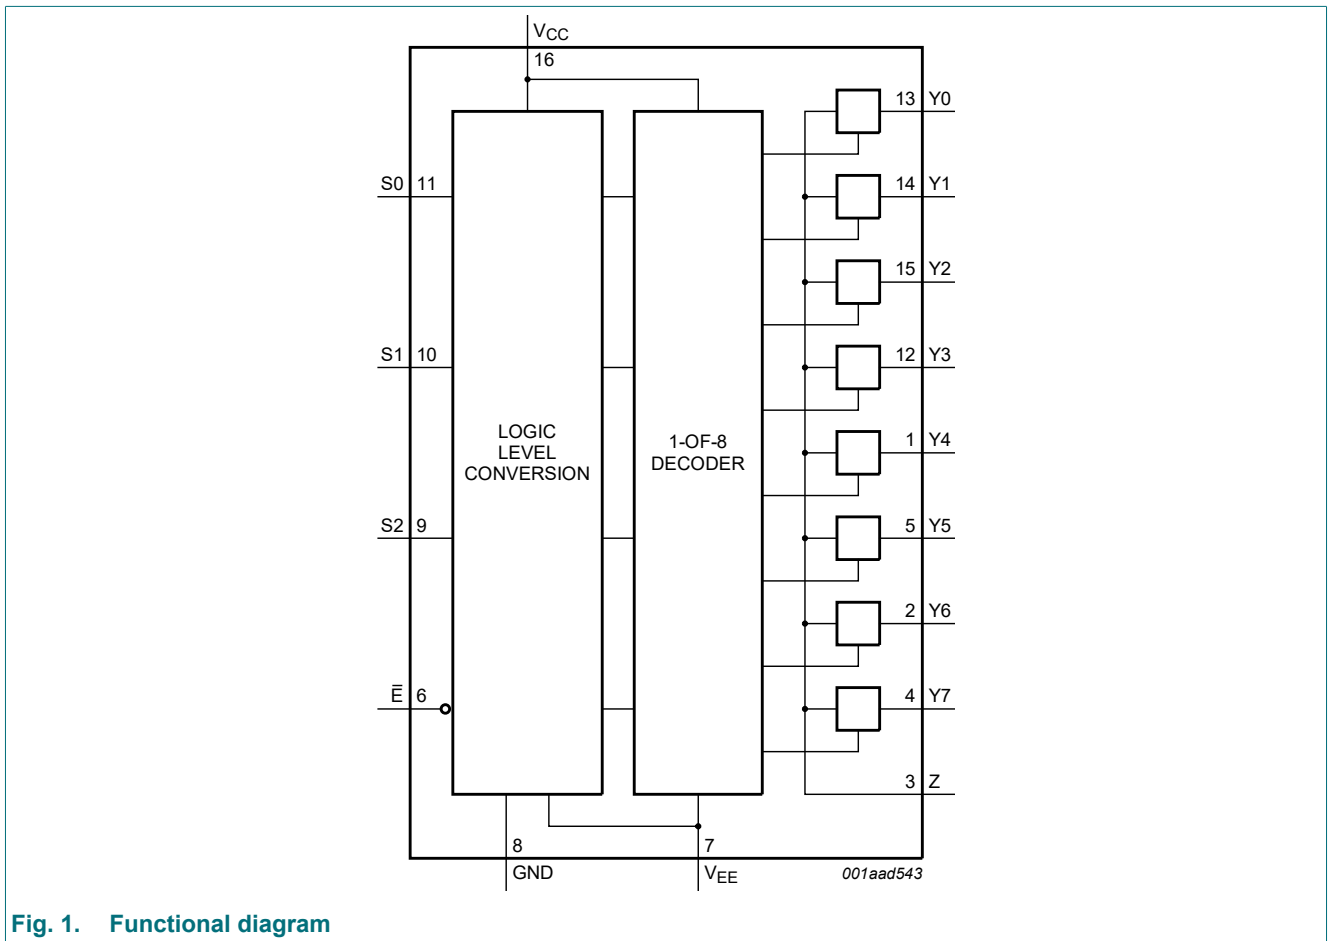 VCC
16
13 Y0
S0 11
14 Y1
15 Y2
S1 10
12 Y3
LOGIC
LEVEL
CONVERSION
1-OF-8
DECODER
1 Y4
S2 9
5 Y5
2 Y6
E̅ 6
4 Y7
3 Z
8
GND
7
VEE
001aad543
Fig. 1. Functional diagram